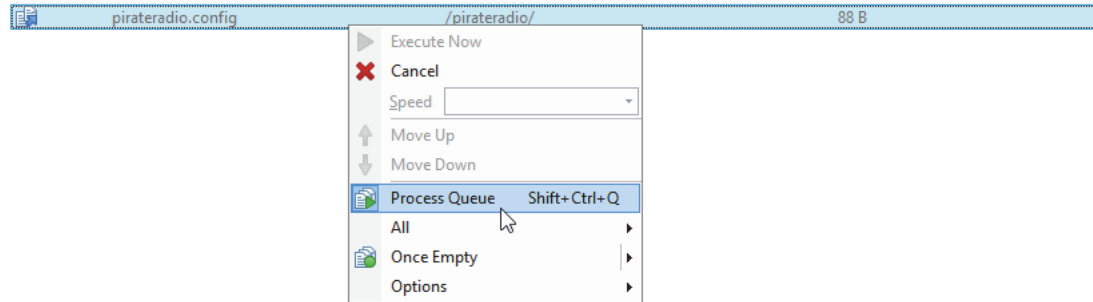 pirateradio.config /pirateradio/ 88 B
Execute Now
Cancel
Speed
Move Up
Move Down
Process Queue Shift+Ctrl+Q
All
Once Empty
Options